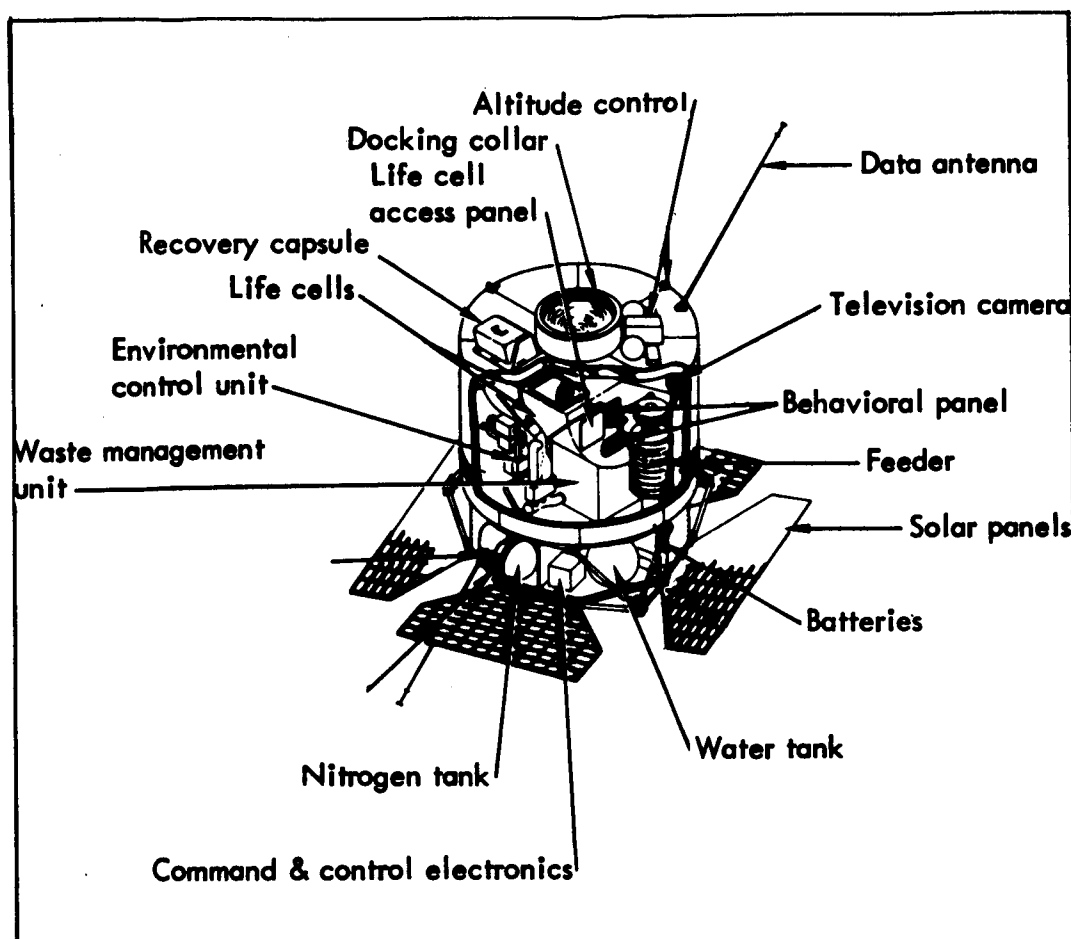 Altitude control
Docking collar
Data antenna
Life cell
access panel
Recovery capsule
Life cells
Television camera
Environmental
control unit
Behavioral panel
Waste management
unit
Feeder
Solar panels
Batteries
Water tank
Nitrogen tank
Command & control electronics